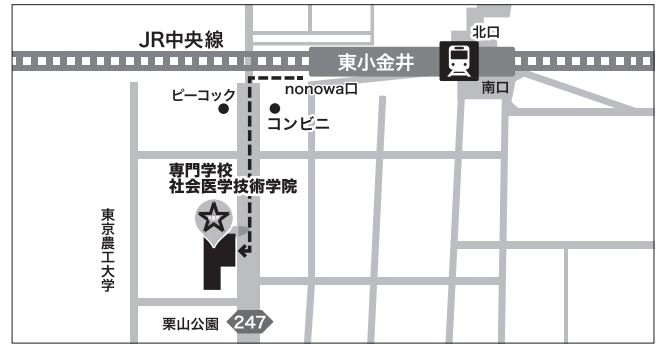 北口
JR中央線
東小金井
nonowa口
南口
ピーコック
コンビニ
専門学校
社会医学技術学院
東京農工大学
栗山公園
247